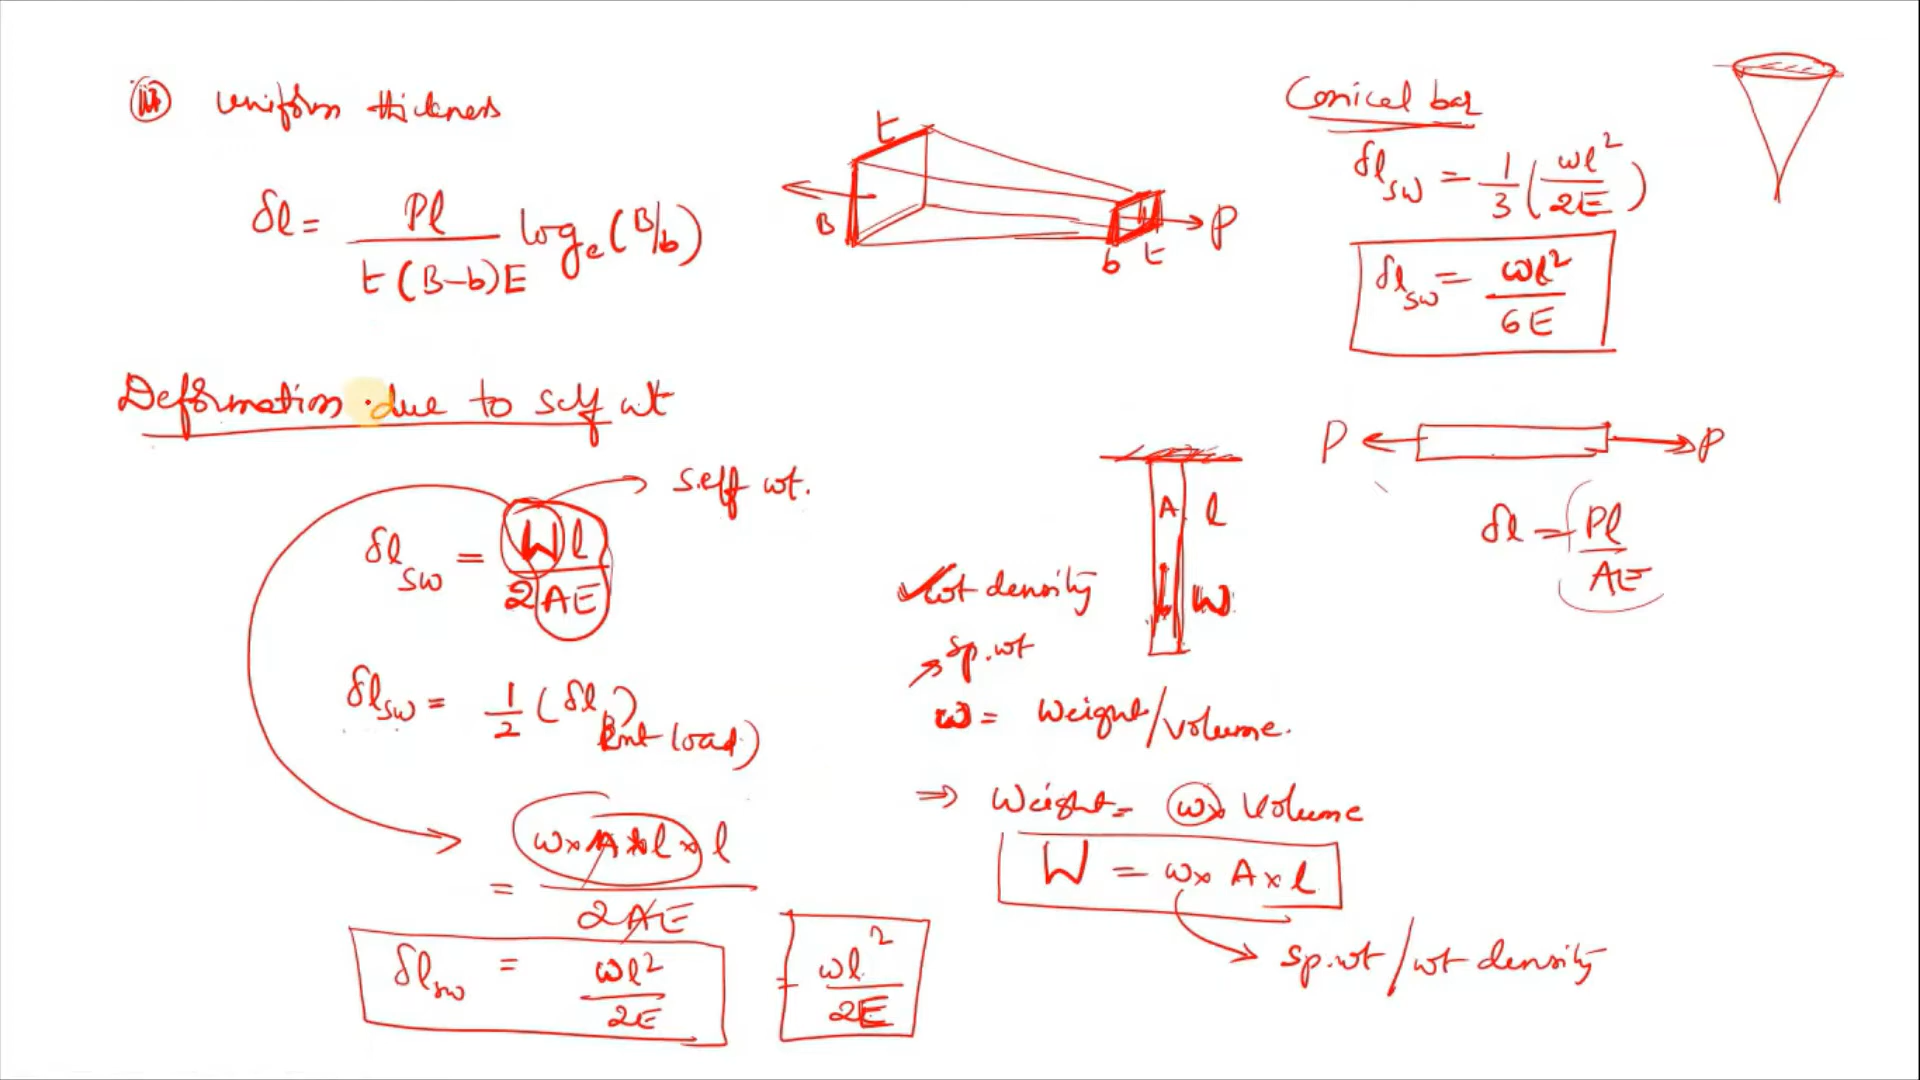 (iii) Uniform thickness
δl = Pl / t(B-b)E logₑ(B/b)
t
B
b
t
P
Conical bar
δl_sw = 1/3 (wl² / 2E)
δl_sw = wl² / 6E
Deformation due to self wt
self wt.
δl_sw = Wl / 2AE
δl_sw = 1/2 (δl)
= w×A×l×l / 2AE
δl_sw = wl² / 2E
= wl² / 2E
A
l
W
P
P
δl = Pl / AE
wt density
sp.wt
w = Weight/volume.
⇒ Weight = w× Volume
W = w× A× l
sp.wt/wt density